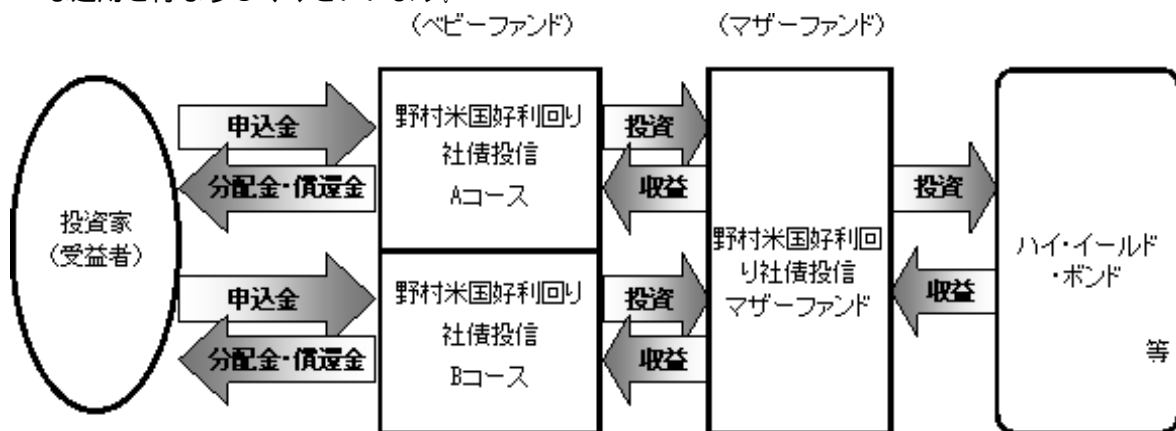 (ベビーファンド)
(マザーファンド)
投資家
(受益者)
申込金
分配金・償還金
申込金
分配金・償還金
野村米国好利回り
社債投信
Aコース
野村米国好利回り
社債投信
Bコース
投資
収益
投資
収益
野村米国好利回
り社債投信
マザーファンド
投資
収益
ハイ・イールド
・ボンド
等